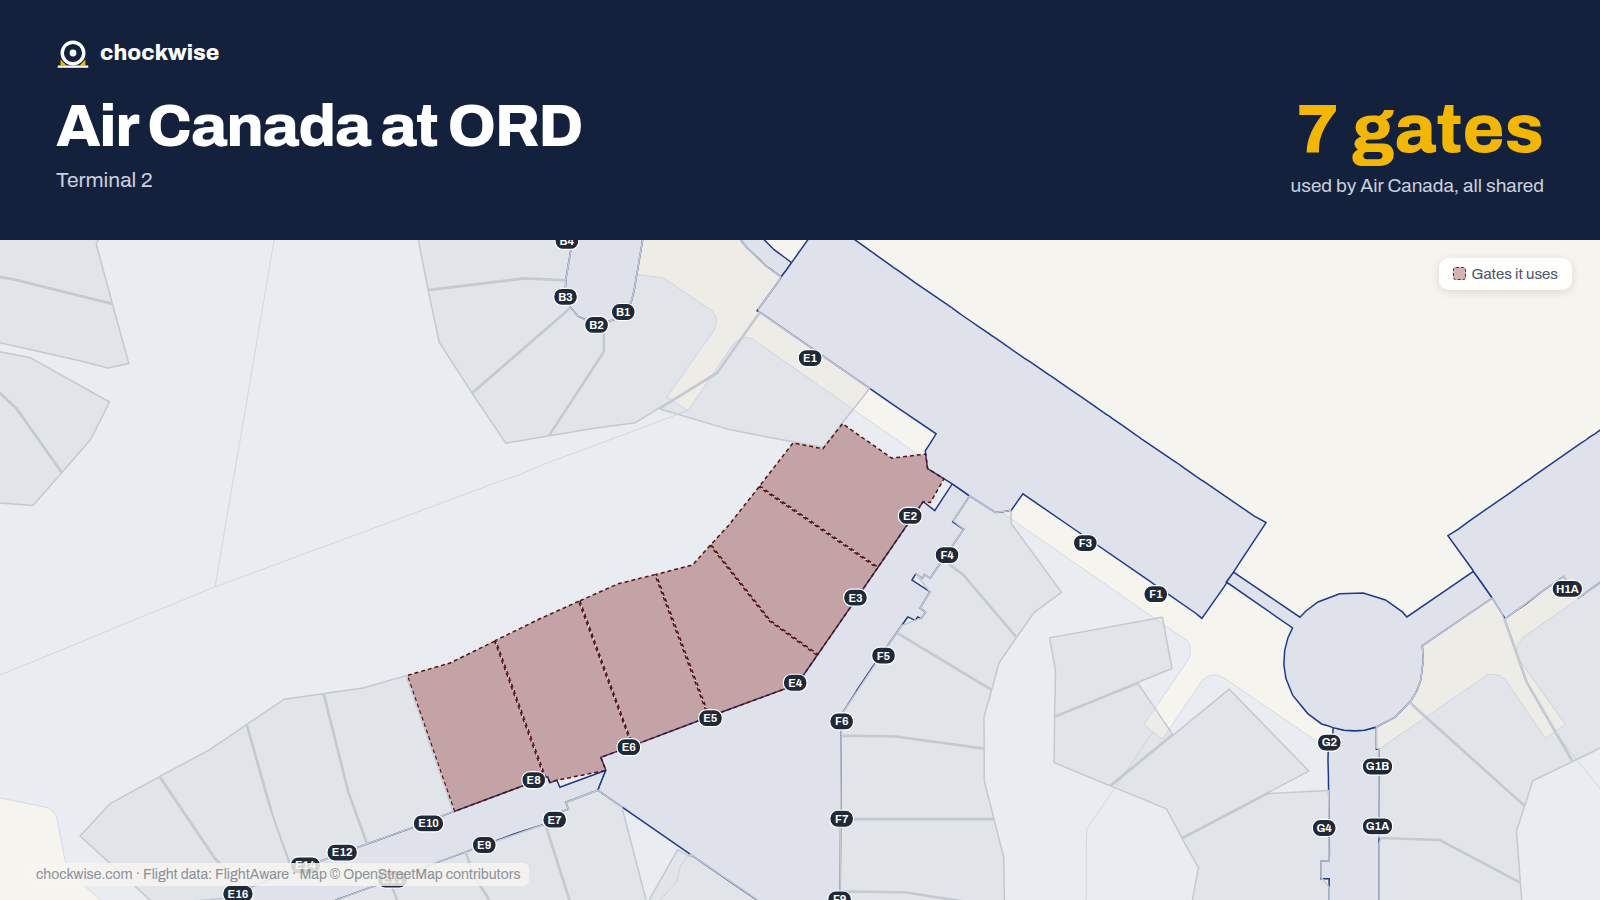 chockwise
Air Canada at ORD
Terminal 2
7 gates
used by Air Canada, all shared
Gates it uses
B4
B3
B1
B2
E1
E2
F4
F3
F1
H1A
E3
F5
E4
E5
F6
E6
G2
G1B
E8
E10
E7
F7
G4
G1A
E9
E12
E16
F9
chockwise.com · Flight data: FlightAware · Map © OpenStreetMap contributors